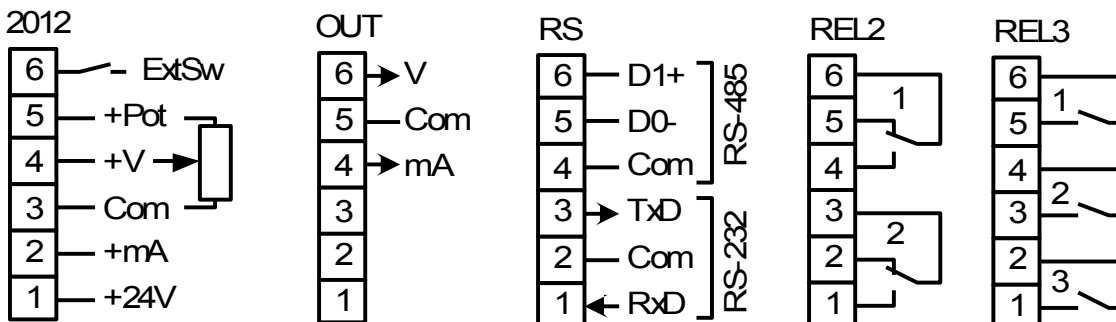 2012
6 ExtSw
5 +Pot
4 +V
3 Com
2 +mA
1 +24V
OUT
6 V
5 Com
4 mA
3
2
1
RS
6 D1+
5 D0-
4 Com
RS-485
3 TxD
2 Com
1 RxD
RS-232
REL2
6
5 1
4
3
2 2
1
REL3
6
5 1
4
3 2
2
1 3